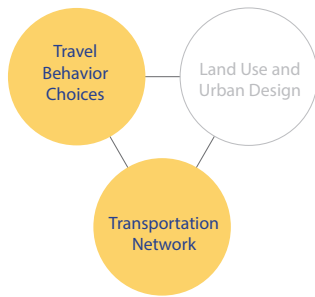 Travel
Behavior
Choices
Land Use and
Urban Design
Transportation
Network